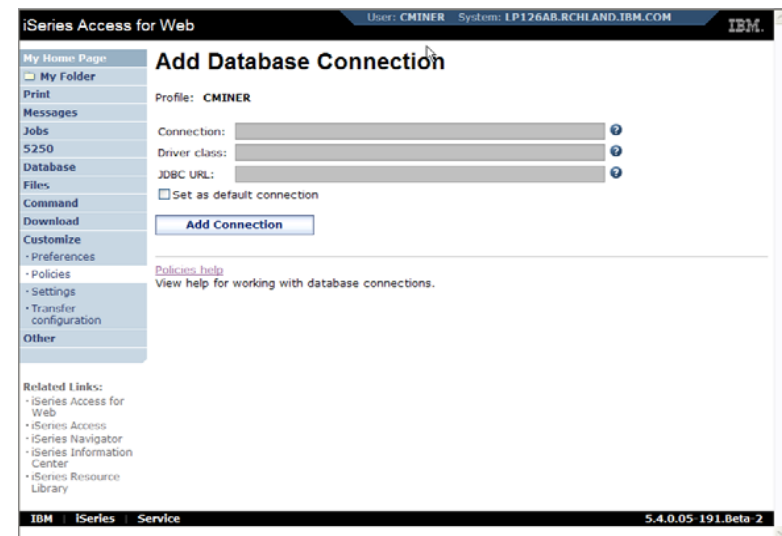 iSeries Access for Web
User: CMINER System: LP126AB.RCHLAND.IBM.COM
IBM.
My Home Page
My Folder
Print
Messages
Jobs
5250
Database
Files
Command
Download
Customize
· Preferences
· Policies
· Settings
· Transfer
configuration
Other
Related Links:
· iSeries Access for
Web
· iSeries Access
· iSeries Navigator
· iSeries Information
Center
· iSeries Resource
Library
Add Database Connection
Profile: CMINER
Connection:
Driver class:
JDBC URL:
Set as default connection
Add Connection
Policies help
View help for working with database connections.
IBM | iSeries | Service
5.4.0.05-191.Beta-2